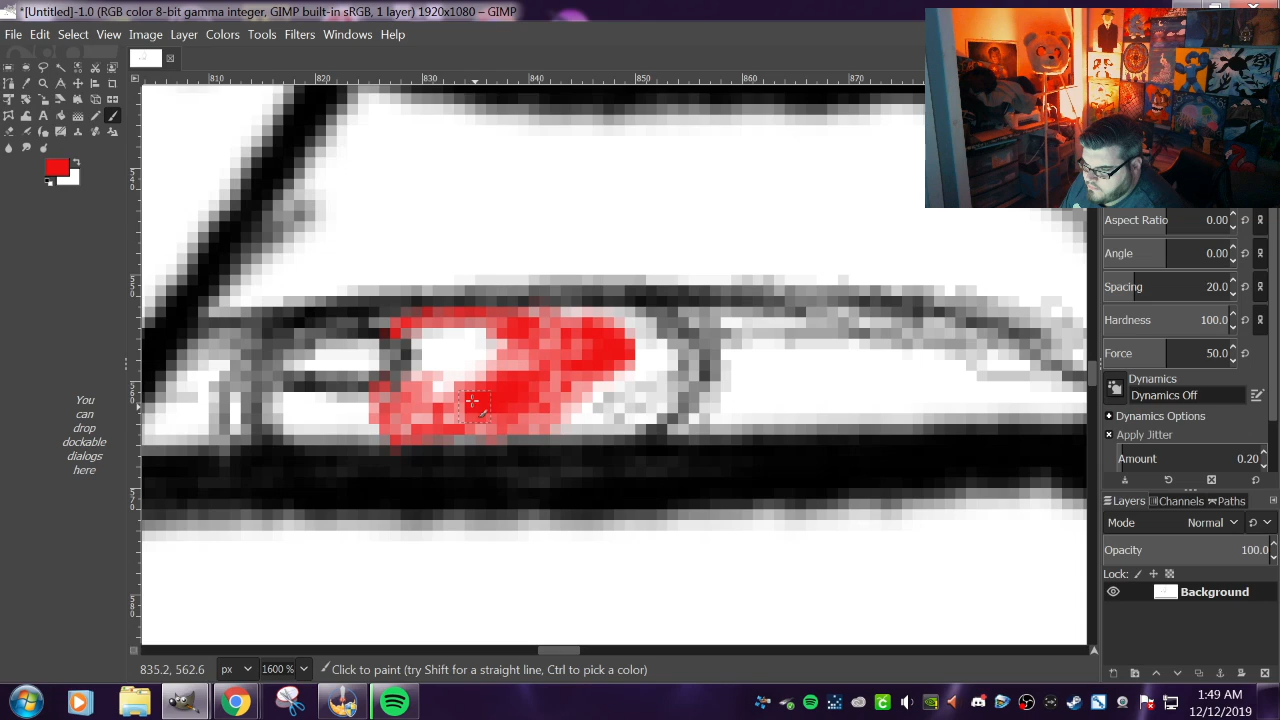 *[Untitled]-1.0 (RGB color 8-bit gamma integer, GIMP built-in sRGB, 1 layer) 1920x1080 – GIMP
File Edit Select View Image Layer Colors Tools Filters Windows Help
810 820 830 840 850 860 870
540
550
560
570
580
You
can
drop
dockable
dialogs
here
Aspect Ratio 0.00
Angle 0.00
Spacing 20.0
Hardness 100.0
Force 50.0
Dynamics
Dynamics Off
Dynamics Options
Apply Jitter
Amount 0.20
Layers Channels Paths
Mode Normal
Opacity 100.0
Lock:
Background
835.2, 562.6 px 1600 % Click to paint (try Shift for a straight line, Ctrl to pick a color)
1:49 AM
12/12/2019